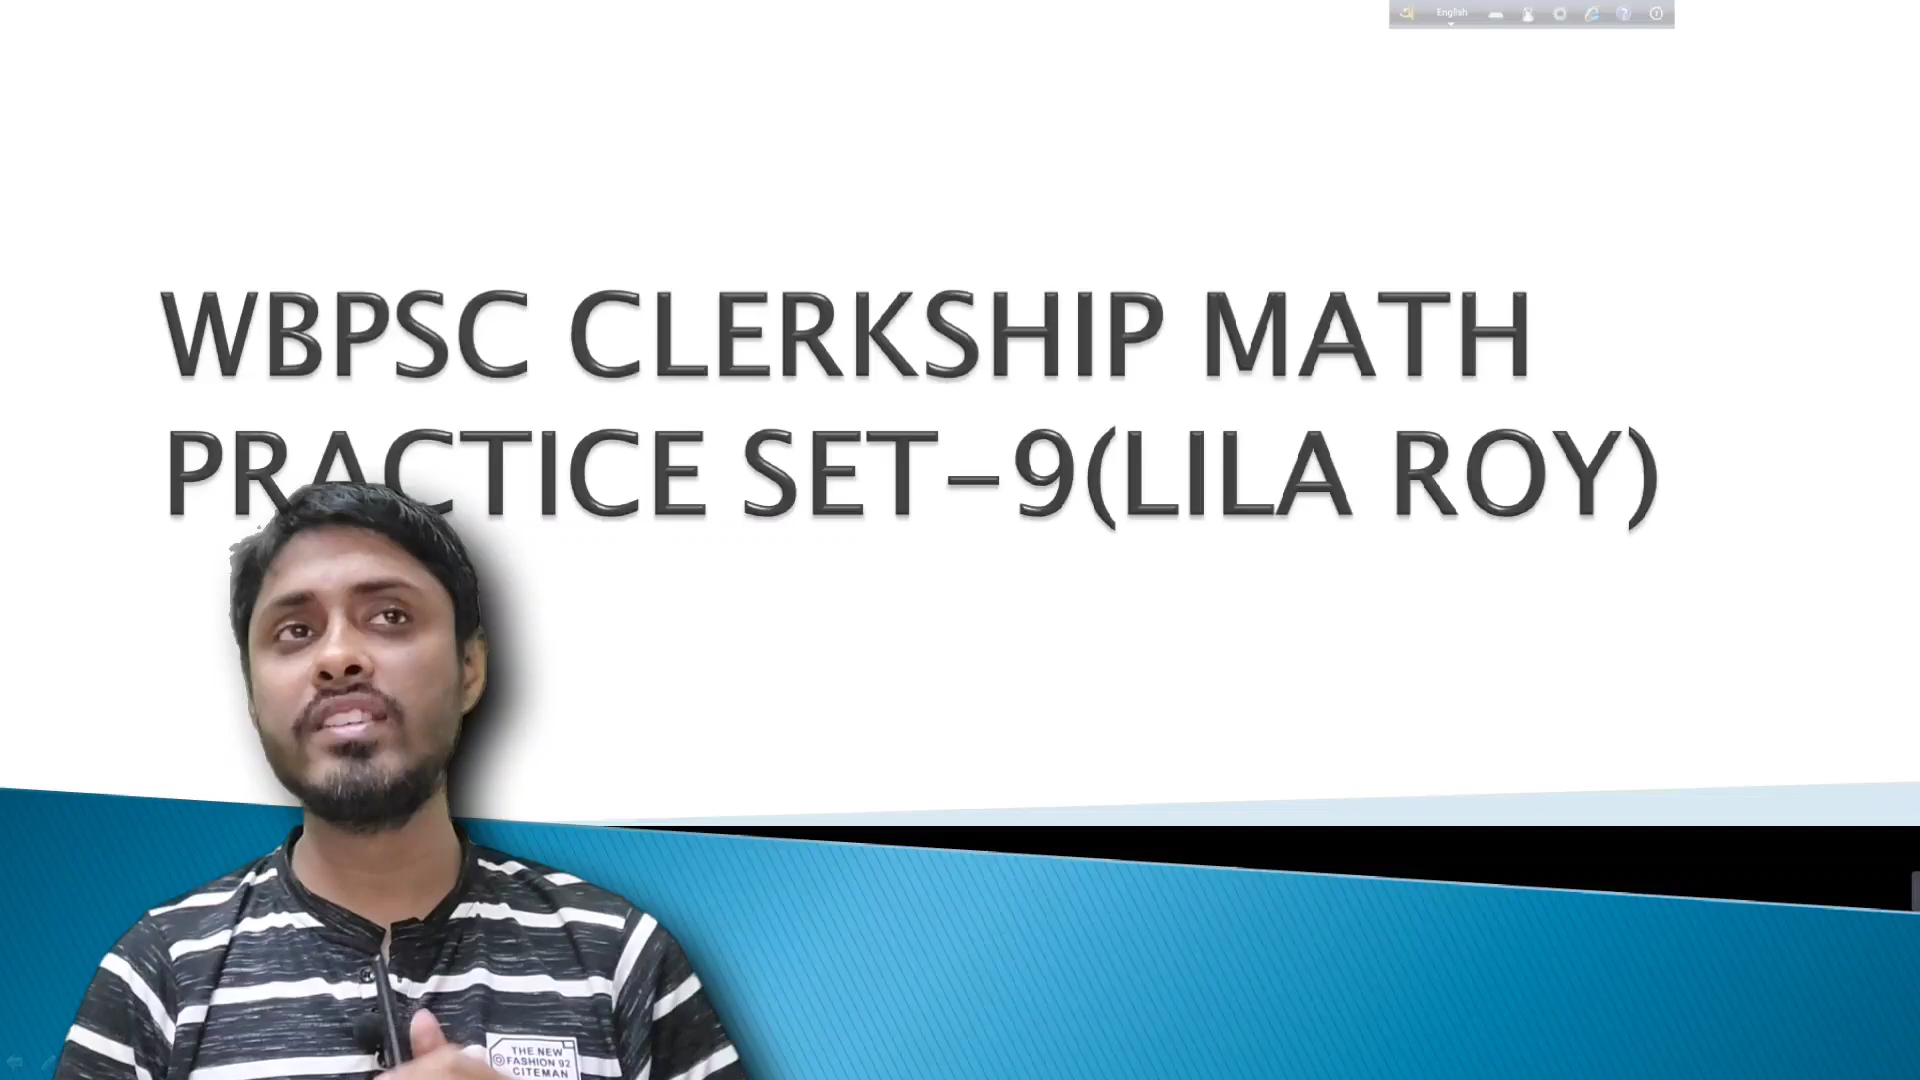 English
WBPSC CLERKSHIP MATH
PRACTICE SET-9(LILA ROY)
THE NEW
FASHION 92
CITEMAN